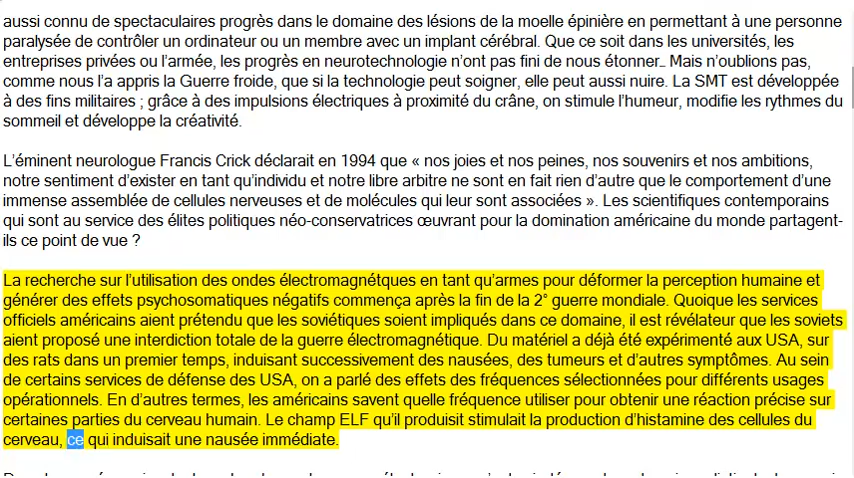 aussi connu de spectaculaires progrès dans le domaine des lésions de la moelle épinière en permettant à une personne
paralysée de contrôler un ordinateur ou un membre avec un implant cérébral. Que ce soit dans les universités, les
entreprises privées ou l’armée, les progrès en neurotechnologie n’ont pas fini de nous étonner... Mais n’oublions pas,
comme nous l’a appris la Guerre froide, que si la technologie peut soigner, elle peut aussi nuire. La SMT est développée
à des fins militaires ; grâce à des impulsions électriques à proximité du crâne, on stimule l’humeur, modifie les rythmes du
sommeil et développe la créativité.
L’éminent neurologue Francis Crick déclarait en 1994 que « nos joies et nos peines, nos souvenirs et nos ambitions,
notre sentiment d’exister en tant qu’individu et notre libre arbitre ne sont en fait rien d’autre que le comportement d’une
immense assemblée de cellules nerveuses et de molécules qui leur sont associées ». Les scientifiques contemporains
qui sont au service des élites politiques néo-conservatrices œuvrant pour la domination américaine du monde partagent-
ils ce point de vue ?
La recherche sur l’utilisation des ondes électromagnétques en tant qu’armes pour déformer la perception humaine et
générer des effets psychosomatiques négatifs commença après la fin de la 2° guerre mondiale. Quoique les services
officiels américains aient prétendu que les soviétiques soient impliqués dans ce domaine, il est révélateur que les soviets
aient proposé une interdiction totale de la guerre électromagnétique. Du matériel a déjà été expérimenté aux USA, sur
des rats dans un premier temps, induisant successivement des nausées, des tumeurs et d’autres symptômes. Au sein
de certains services de défense des USA, on a parlé des effets des fréquences sélectionnées pour différents usages
opérationnels. En d’autres termes, les américains savent quelle fréquence utiliser pour obtenir une réaction précise sur
certaines parties du cerveau humain. Le champ ELF qu’il produisit stimulait la production d’histamine des cellules du
cerveau, ce qui induisait une nausée immédiate.